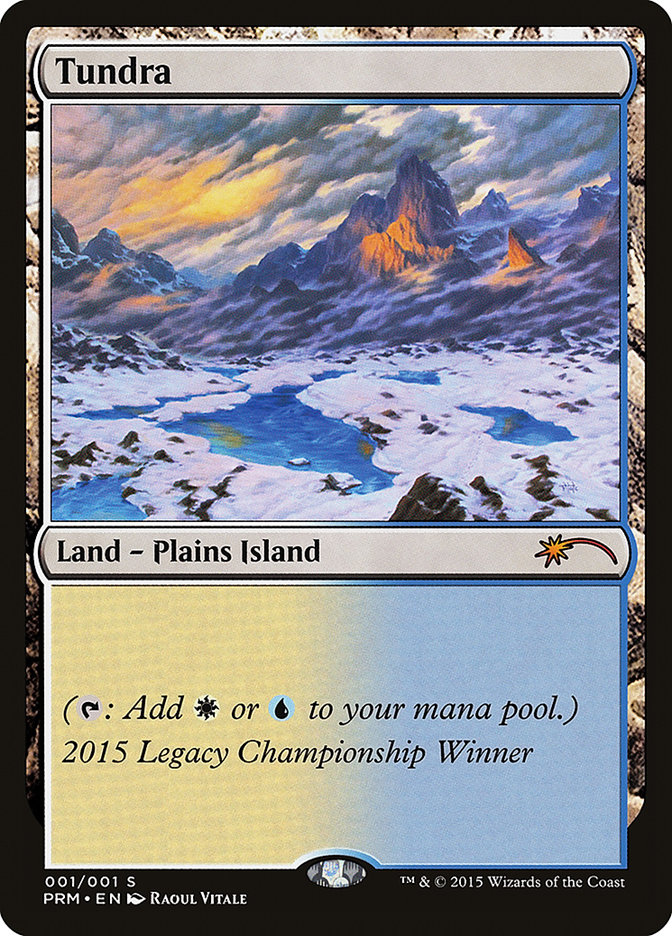 Tundra
Land – Plains Island
(: Add or to your mana pool.)
2015 Legacy Championship Winner
001/001 S
PRM • EN Raoul Vitale
™ & © 2015 Wizards of the Coast